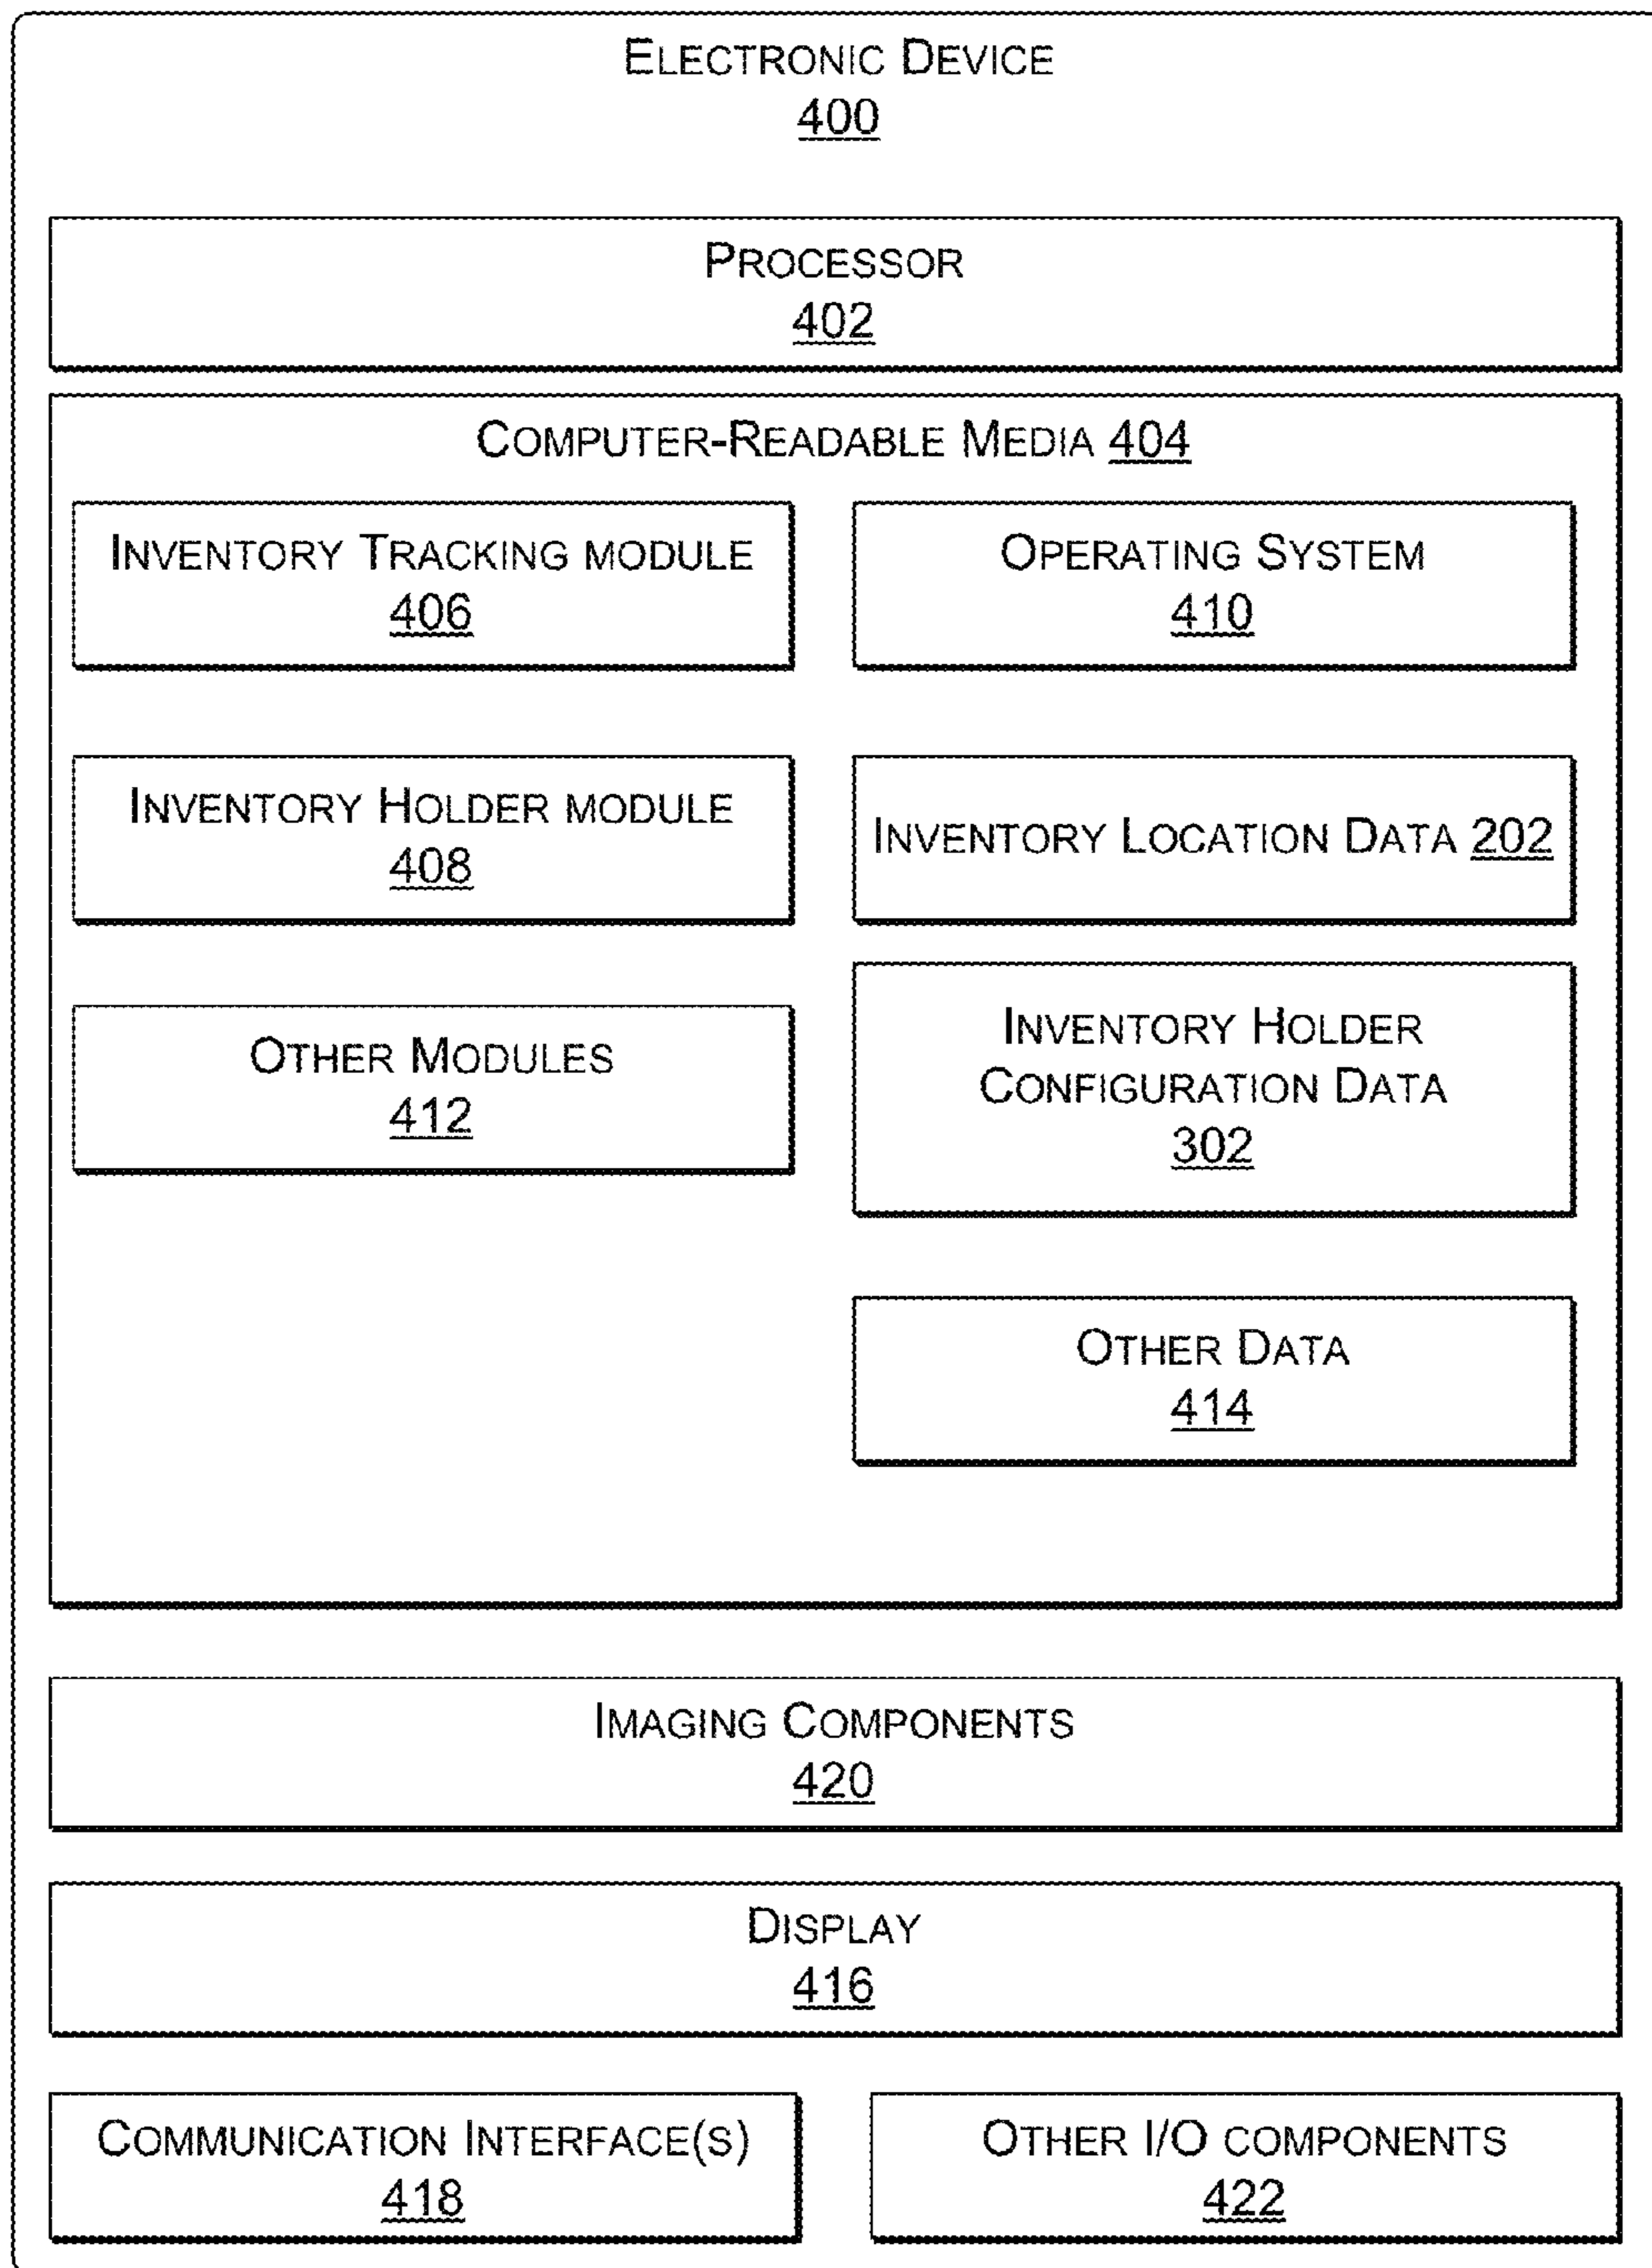 ELECTRONIC DEVICE
400
PROCESSOR
402
COMPUTER-READABLE MEDIA 404
INVENTORY TRACKING MODULE
406
OPERATING SYSTEM
410
INVENTORY HOLDER MODULE
408
INVENTORY LOCATION DATA 202
OTHER MODULES
412
INVENTORY HOLDER
CONFIGURATION DATA
302
OTHER DATA
414
IMAGING COMPONENTS
420
DISPLAY
416
COMMUNICATION INTERFACE(S)
418
OTHER I/O COMPONENTS
422